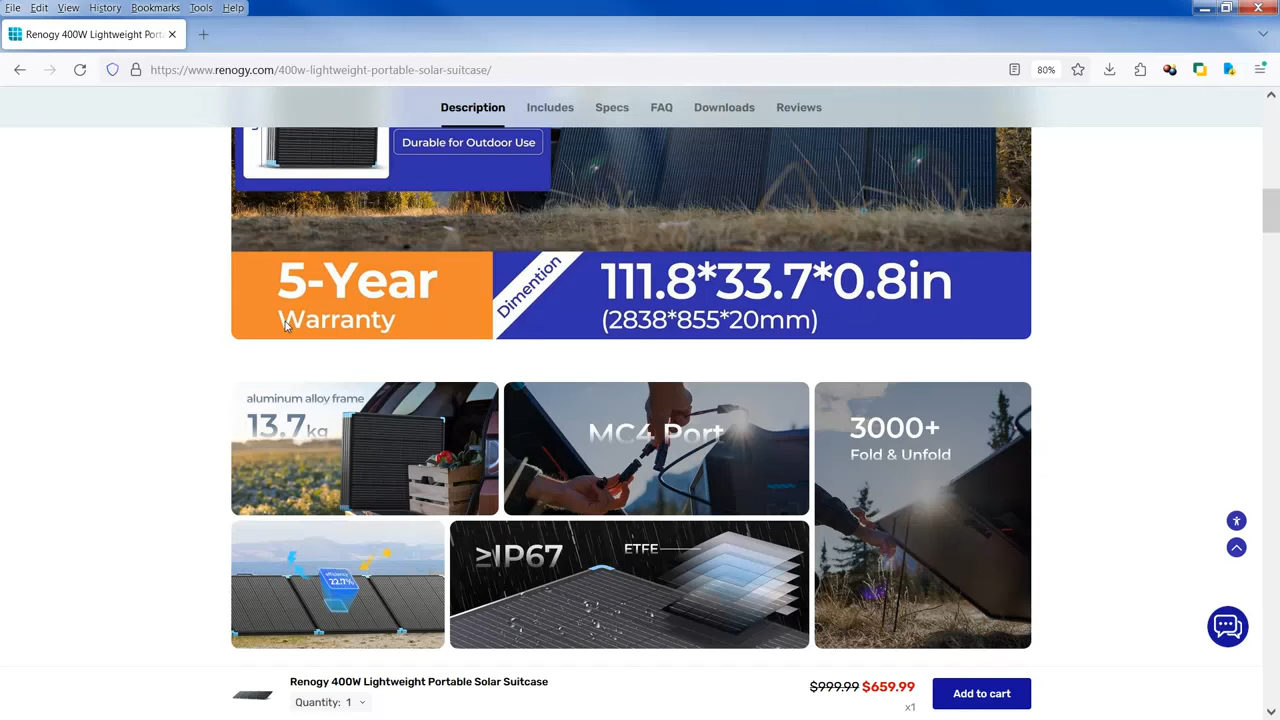 File Edit View History Bookmarks Tools Help
Renogy 400W Lightweight Port
https://www.renogy.com/400w-lightweight-portable-solar-suitcase/
80%
Description Includes Specs FAQ Downloads Reviews
Durable for Outdoor Use
5-Year
Warranty
Dimention
111.8*33.7*0.8in
(2838*855*20mm)
aluminum alloy frame
13.7kg
MC4 Port
3000+
Fold & Unfold
efficiency
22.7%
≥IP67
ETFE
Renogy 400W Lightweight Portable Solar Suitcase
Quantity: 1
$999.99 $659.99
x1
Add to cart